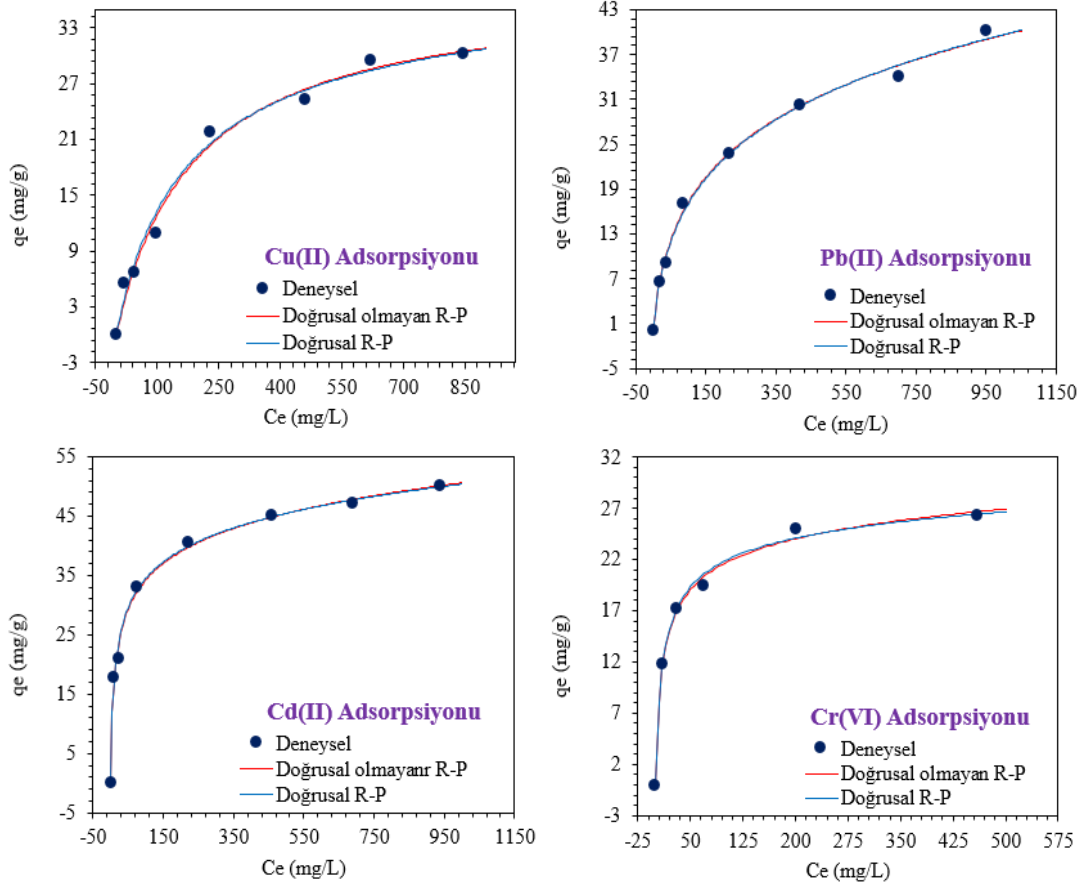 33
27
21
15
9
3
-3
qe (mg/g)
Cu(II) Adsorpsiyonu
Deneysel
Doğrusal olmayan R-P
Doğrusal R-P
-50 100 250 400 550 700 850
Ce (mg/L)
43
37
31
25
19
13
7
1
-5
qe (mg/g)
Pb(II) Adsorpsiyonu
Deneysel
Doğrusal olmayan R-P
Doğrusal R-P
-50 150 350 550 750 950 1150
Ce (mg/L)
55
45
35
25
15
5
-5
qe (mg/g)
Cd(II) Adsorpsiyonu
Deneysel
Doğrusal olmayanr R-P
Doğrusal R-P
-50 150 350 550 750 950 1150
Ce (mg/L)
32
27
22
17
12
7
2
-3
qe (mg/g)
Cr(VI) Adsorpsiyonu
Deneysel
Doğrusal olmayan R-P
Doğrusal R-P
-25 50 125 200 275 350 425 500 575
Ce (mg/L)